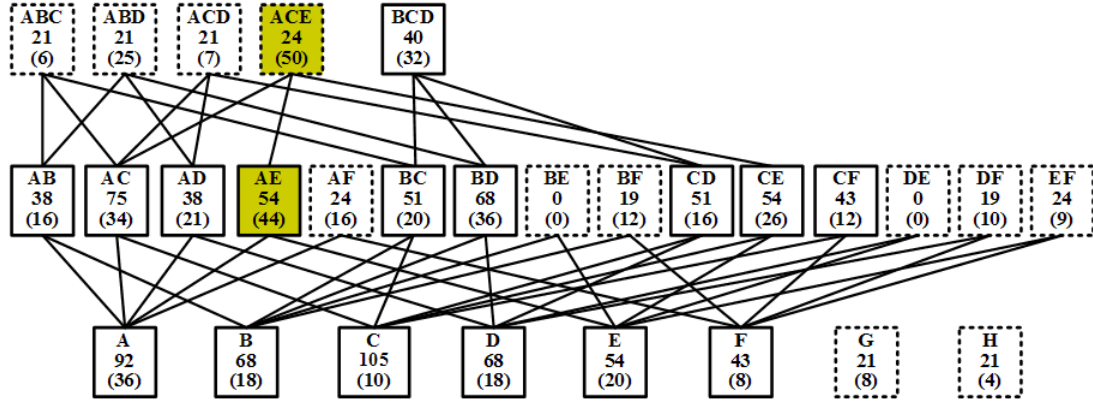 ABC ABD ACD ACE BCD
21 21 21 24 40
(6) (25) (7) (50) (32)
AB AC AD AE AF BC BD BE BF CD CE CF DE DF EF
38 75 38 54 24 51 68 0 19 51 54 43 0 19 24
(16) (34) (21) (44) (16) (20) (36) (0) (12) (16) (26) (12) (0) (10) (9)
A B C D E F G H
92 68 105 68 54 43 21 21
(36) (18) (10) (18) (20) (8) (8) (4)